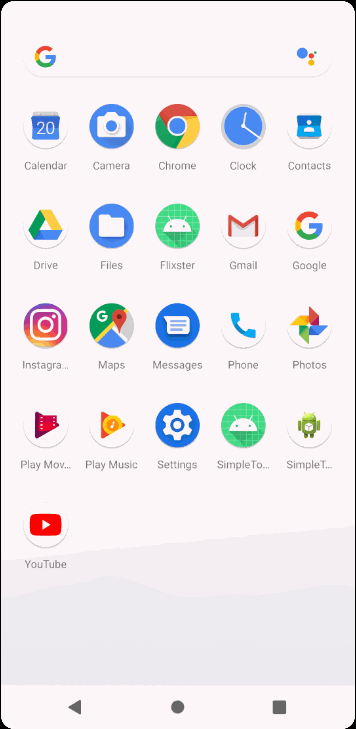 20
Calendar Camera Chrome Clock Contacts
Drive Files Flixster Gmail Google
Instagra... Maps Messages Phone Photos
Play Mov... Play Music Settings SimpleTo... SimpleT...
YouTube